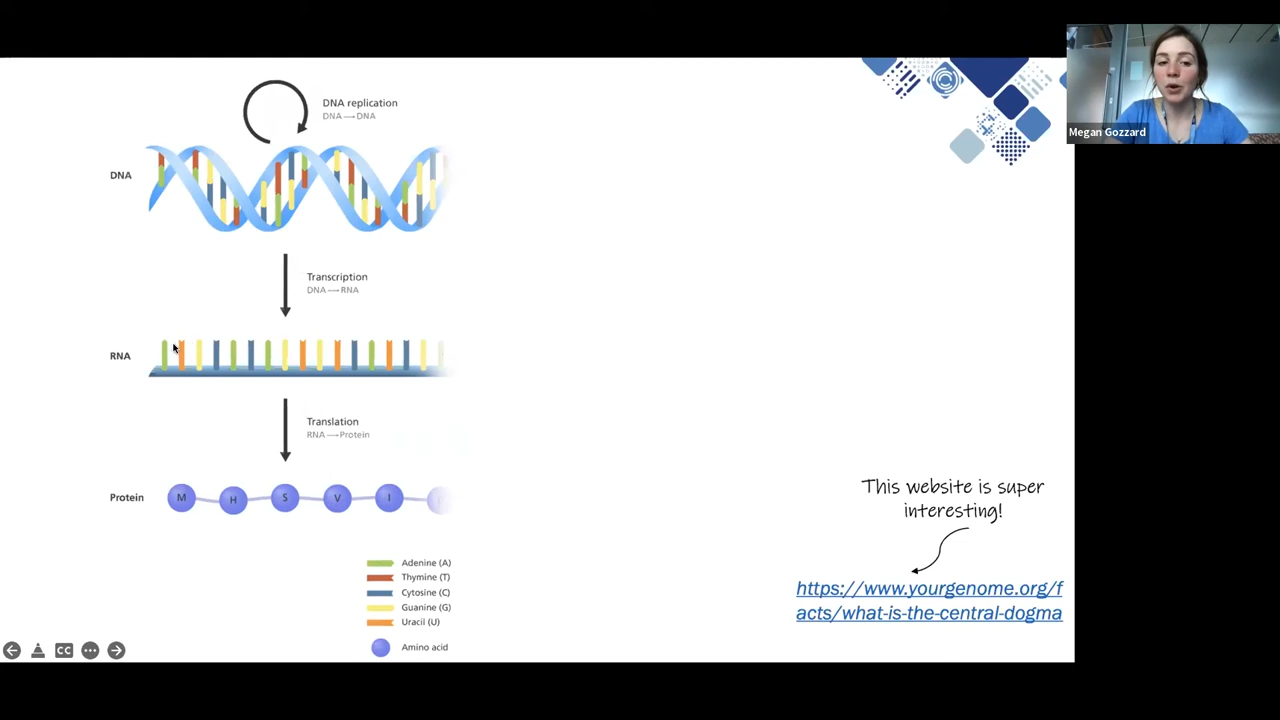 Megan Gozzard
DNA replication
DNA → DNA
DNA
Transcription
DNA → RNA
RNA
Translation
RNA → Protein
Protein
M H S V I
This website is super
interesting!
https://www.yourgenome.org/f
acts/what-is-the-central-dogma
Adenine (A)
Thymine (T)
Cytosine (C)
Guanine (G)
Uracil (U)
Amino acid
CC